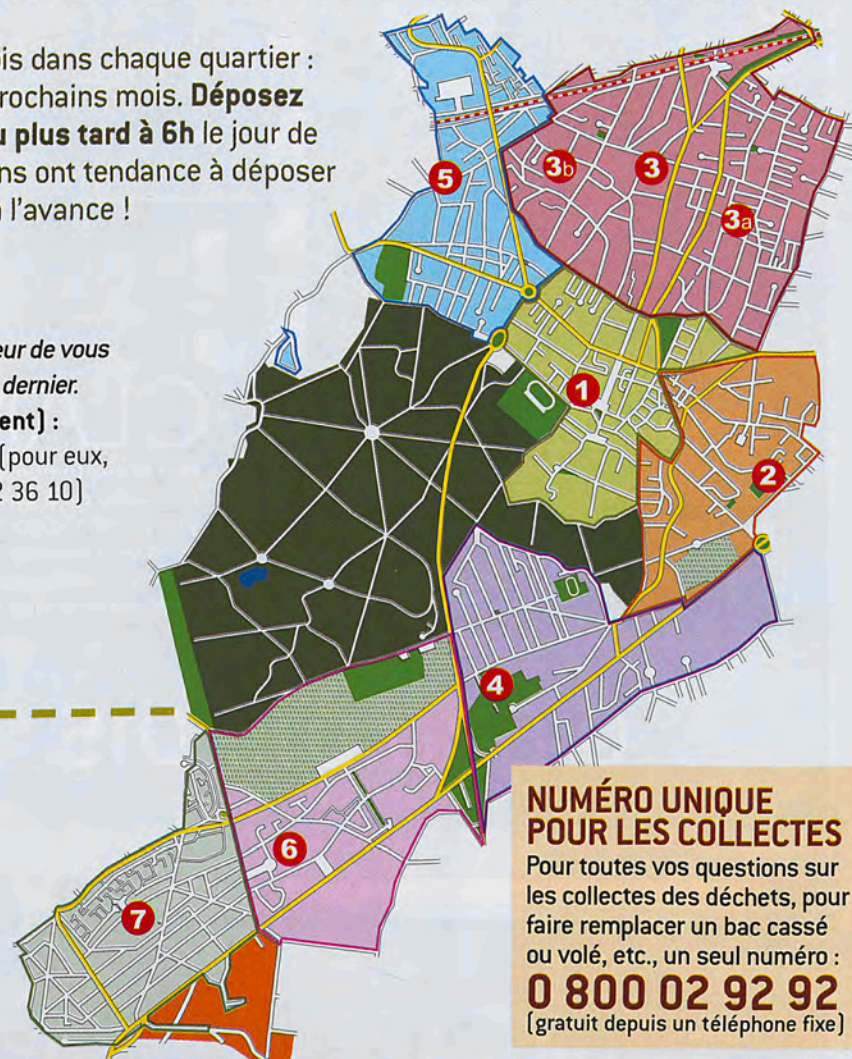 is dans chaque quartier :
rochains mois. Déposez
u plus tard à 6h le jour de
ns ont tendance à déposer
l'avance !
eur de vous
dernier.
ent) :
(pour eux,
2 36 10)
5
3b
3
3a
1
2
4
6
7
NUMÉRO UNIQUE
POUR LES COLLECTES
Pour toutes vos questions sur
les collectes des déchets, pour
faire remplacer un bac cassé
ou volé, etc., un seul numéro :
0 800 02 92 92
(gratuit depuis un téléphone fixe)